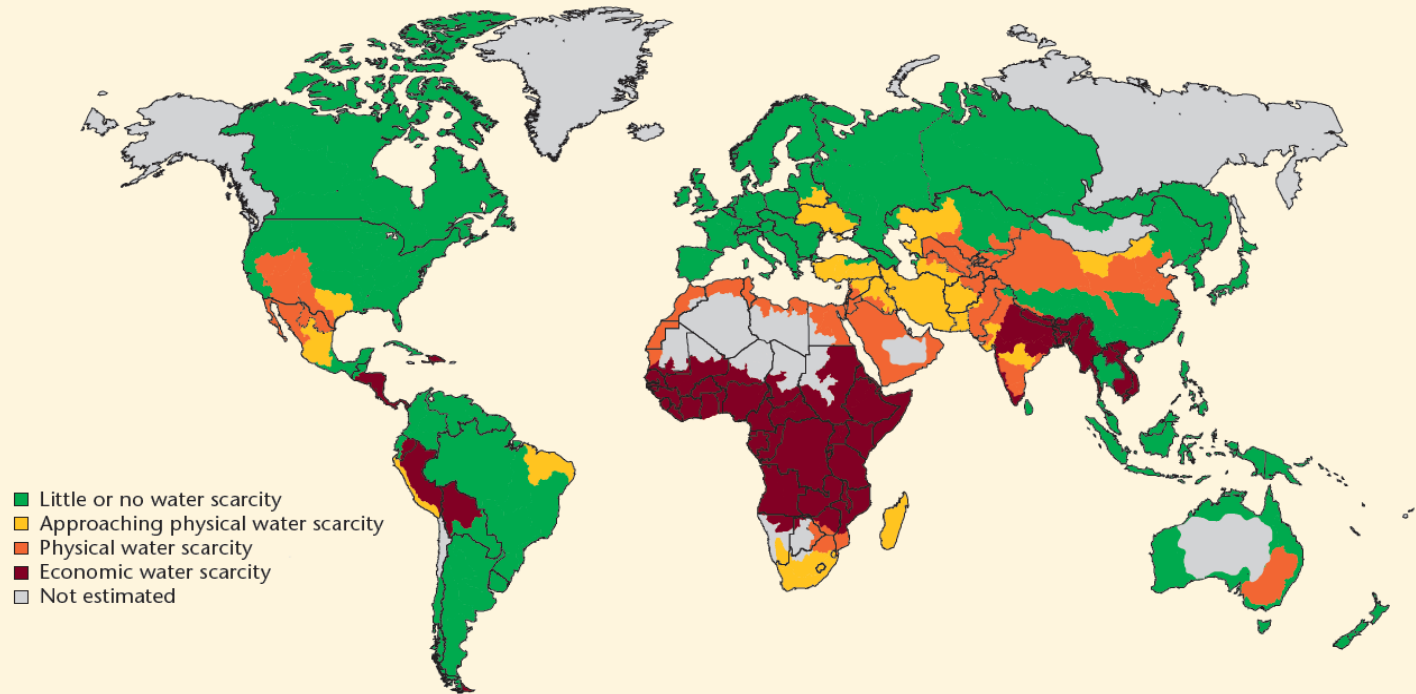 Little or no water scarcity
Approaching physical water scarcity
Physical water scarcity
Economic water scarcity
Not estimated